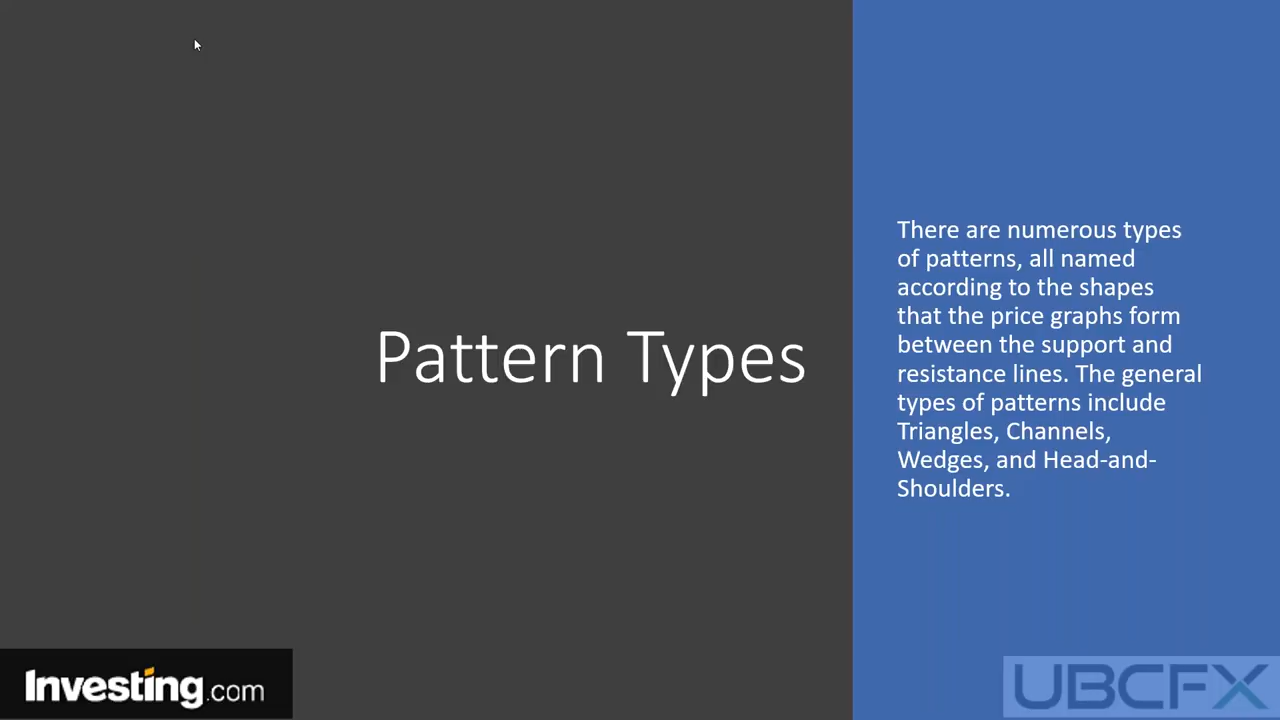 Pattern Types
There are numerous types
of patterns, all named
according to the shapes
that the price graphs form
between the support and
resistance lines. The general
types of patterns include
Triangles, Channels,
Wedges, and Head-and-
Shoulders.
Investing.com
UBCFX